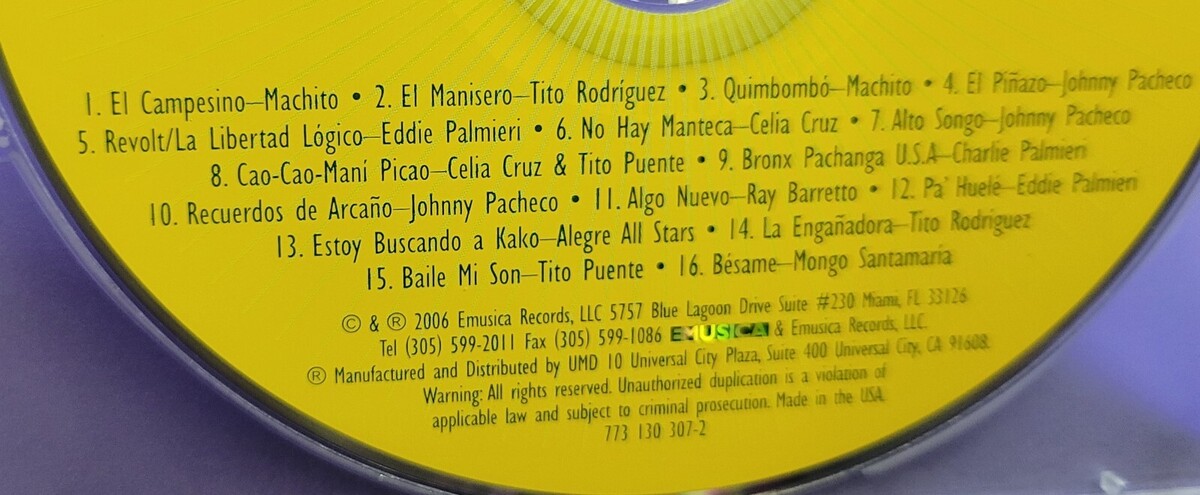 1. El Campesino–Machito • 2. El Manisero–Tito Rodríguez • 3. Quimbombó–Machito • 4. El Piñazo–Johnny Pacheco
5. Revolt/La Libertad Lógico–Eddie Palmieri • 6. No Hay Manteca–Celia Cruz • 7. Alto Songo–Johnny Pacheco
8. Cao-Cao-Maní Picao–Celia Cruz & Tito Puente • 9. Bronx Pachanga U.S.A–Charlie Palmieri
10. Recuerdos de Arcaño–Johnny Pacheco • 11. Algo Nuevo–Ray Barretto • 12. Pa' Huelé–Eddie Palmieri
13. Estoy Buscando a Kako–Alegre All Stars • 14. La Engañadora–Tito Rodríguez
15. Baile Mi Son–Tito Puente • 16. Bésame–Mongo Santamaría
© & ® 2006 Emusica Records, LLC 5757 Blue Lagoon Drive Suite #230 Miami, FL 33126
Tel (305) 599-2011 Fax (305) 599-1086 EMUSICA & Emusica Records, LLC.
® Manufactured and Distributed by UMD 10 Universal City Plaza, Suite 400 Universal City, CA 91608.
Warning: All rights reserved. Unauthorized duplication is a violation of
applicable law and subject to criminal prosecution. Made in the USA.
773 130 307-2